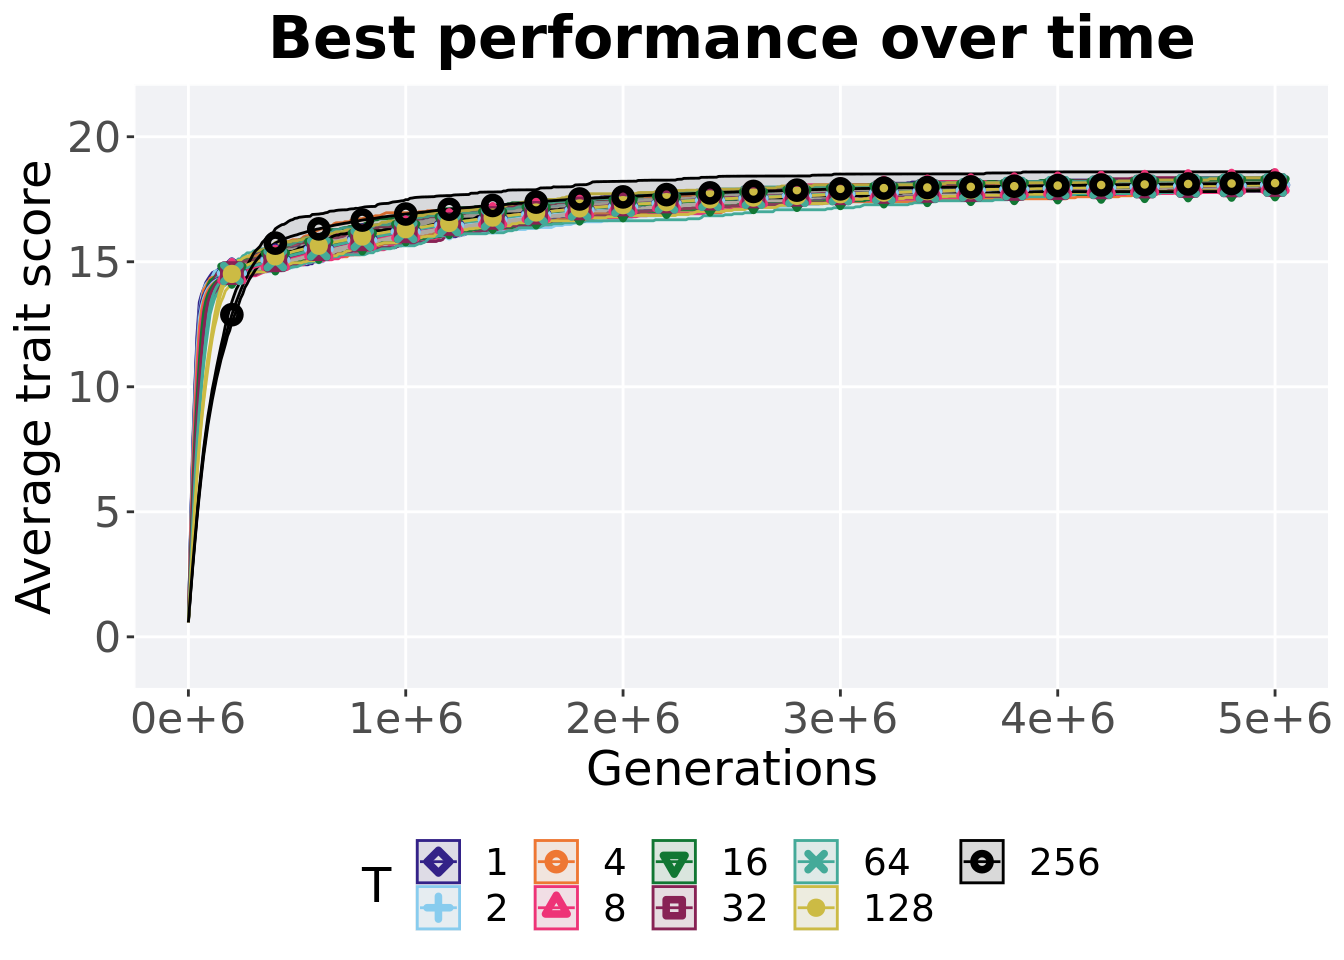 Best performance over time
Average trait score
20
15
10
5
0
0e+6 1e+6 2e+6 3e+6 4e+6 5e+6
Generations
T
1 4 16 64 256
2 8 32 128